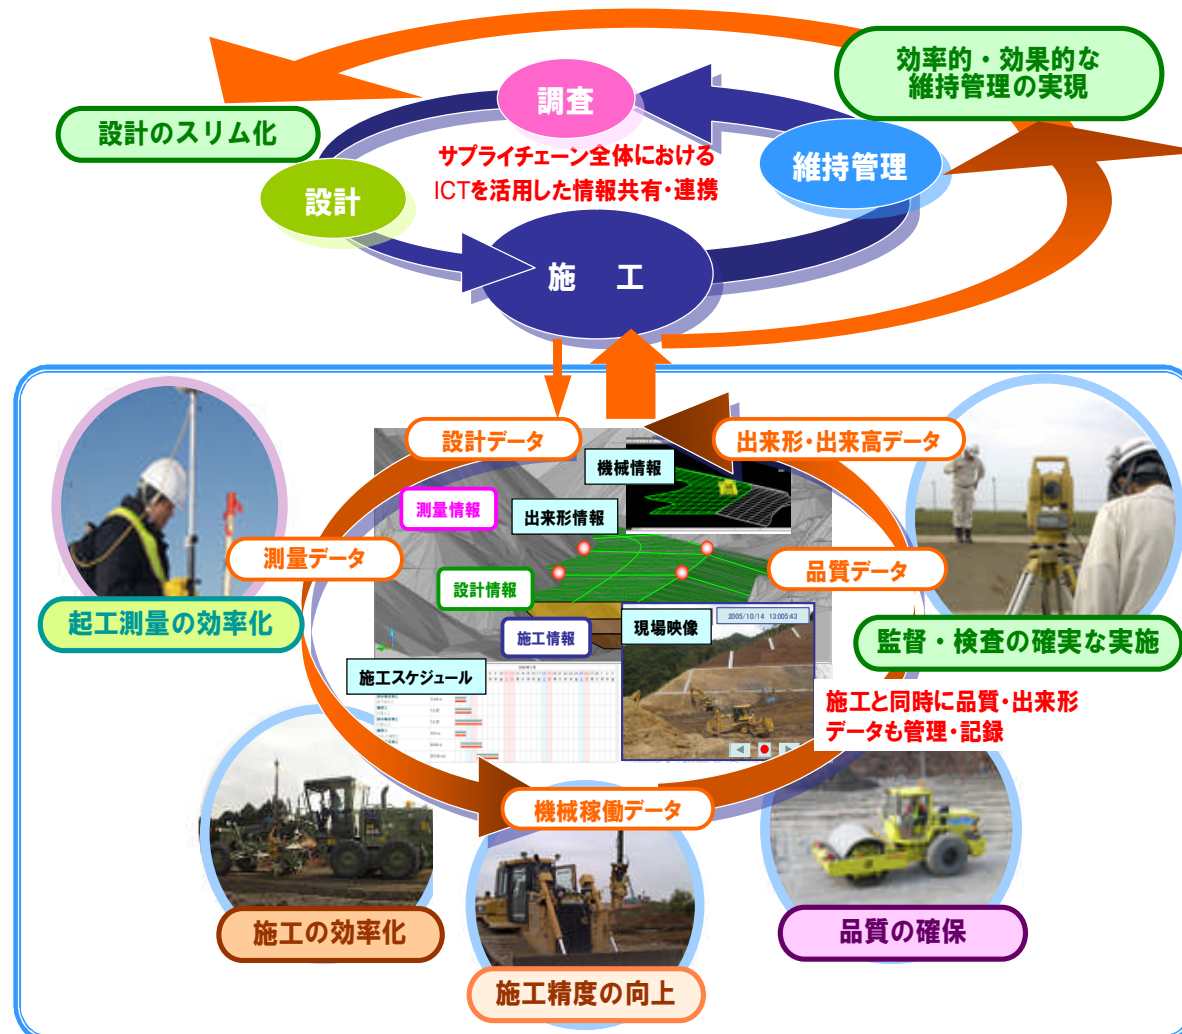 効率的・効果的な
維持管理の実現
調査
設計のスリム化
サプライチェーン全体における
ICTを活用した情報共有・連携
維持管理
設計
施 工
設計データ
出来形・出来高データ
機械情報
測量情報
出来形情報
測量データ
品質データ
設計情報
2005/10/14 13:005:43
起工測量の効率化
施工情報
現場映像
監督・検査の確実な実施
施工スケジュール
施工と同時に品質・出来形
データも管理・記録
機械稼働データ
施工の効率化
品質の確保
施工精度の向上